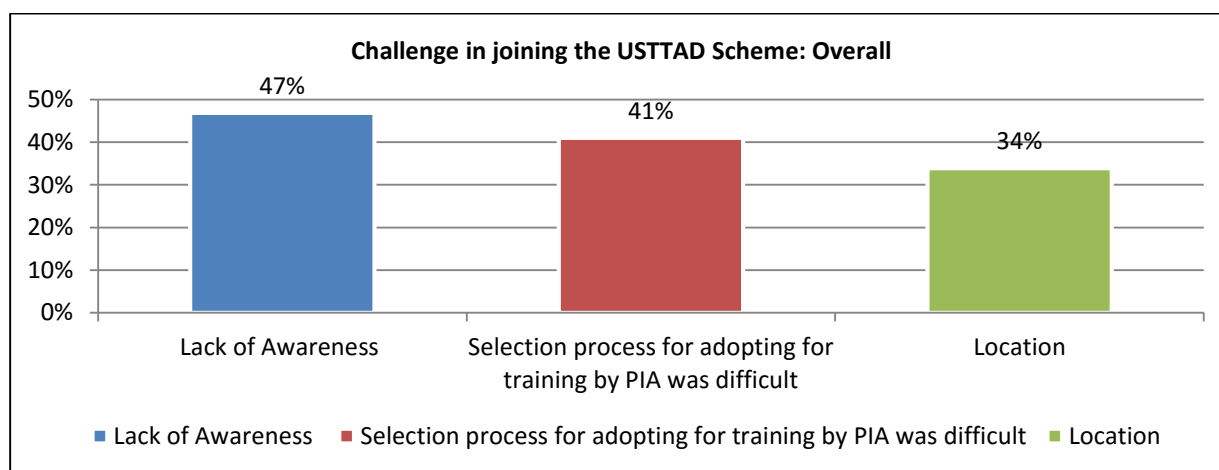 Challenge in joining the USTTAD Scheme: Overall
47%
41%
34%
50%
40%
30%
20%
10%
0%
Lack of Awareness
Selection process for adopting for
training by PIA was difficult
Location
Lack of Awareness
Selection process for adopting for training by PIA was difficult
Location